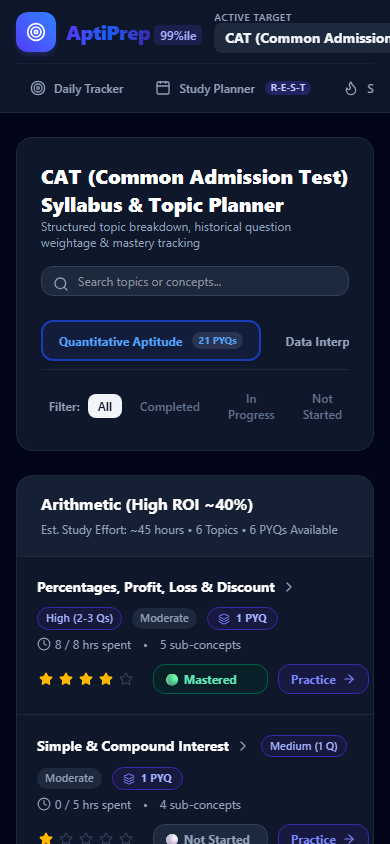 AptiPrep 99%ile
ACTIVE TARGET
CAT (Common Admission
Daily Tracker
Study Planner R-E-S-T
S
CAT (Common Admission Test)
Syllabus & Topic Planner
Structured topic breakdown, historical question
weightage & mastery tracking
Search topics or concepts...
Quantitative Aptitude 21 PYQs
Data Interp
Filter: All Completed In Progress Not Started
Arithmetic (High ROI ~40%)
Est. Study Effort: ~45 hours • 6 Topics • 6 PYQs Available
Percentages, Profit, Loss & Discount
High (2-3 Qs) Moderate 1 PYQ
8 / 8 hrs spent • 5 sub-concepts
Mastered Practice
Simple & Compound Interest Medium (1 Q)
Moderate 1 PYQ
0 / 5 hrs spent • 4 sub-concepts
Not Started Practice